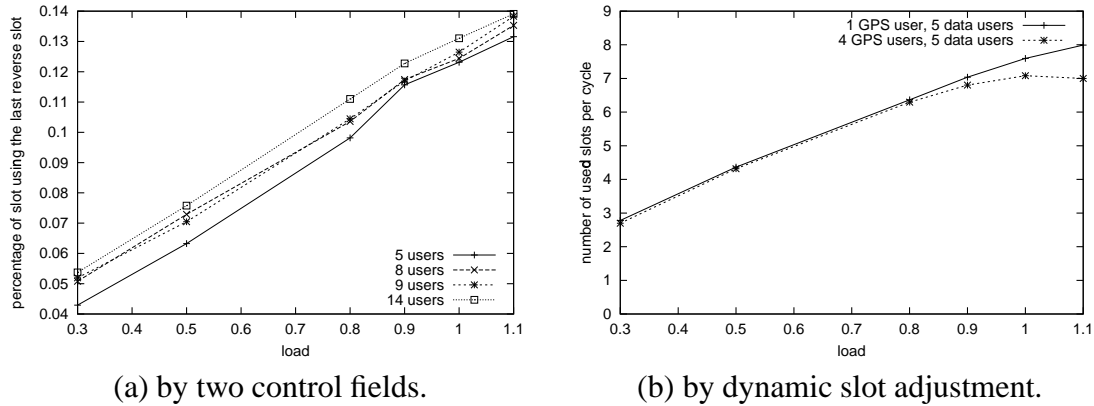 percentage of slot using the last reverse slot
0.14
0.13
0.12
0.11
0.1
0.09
0.08
0.07
0.06
0.05
0.04
5 users
8 users
9 users
14 users
0.3 0.4 0.5 0.6 0.7 0.8 0.9 1 1.1
load
(a) by two control fields.
number of used slots per cycle
9
8
7
6
5
4
3
2
1
0
1 GPS user, 5 data users
4 GPS users, 5 data users
0.3 0.4 0.5 0.6 0.7 0.8 0.9 1 1.1
load
(b) by dynamic slot adjustment.